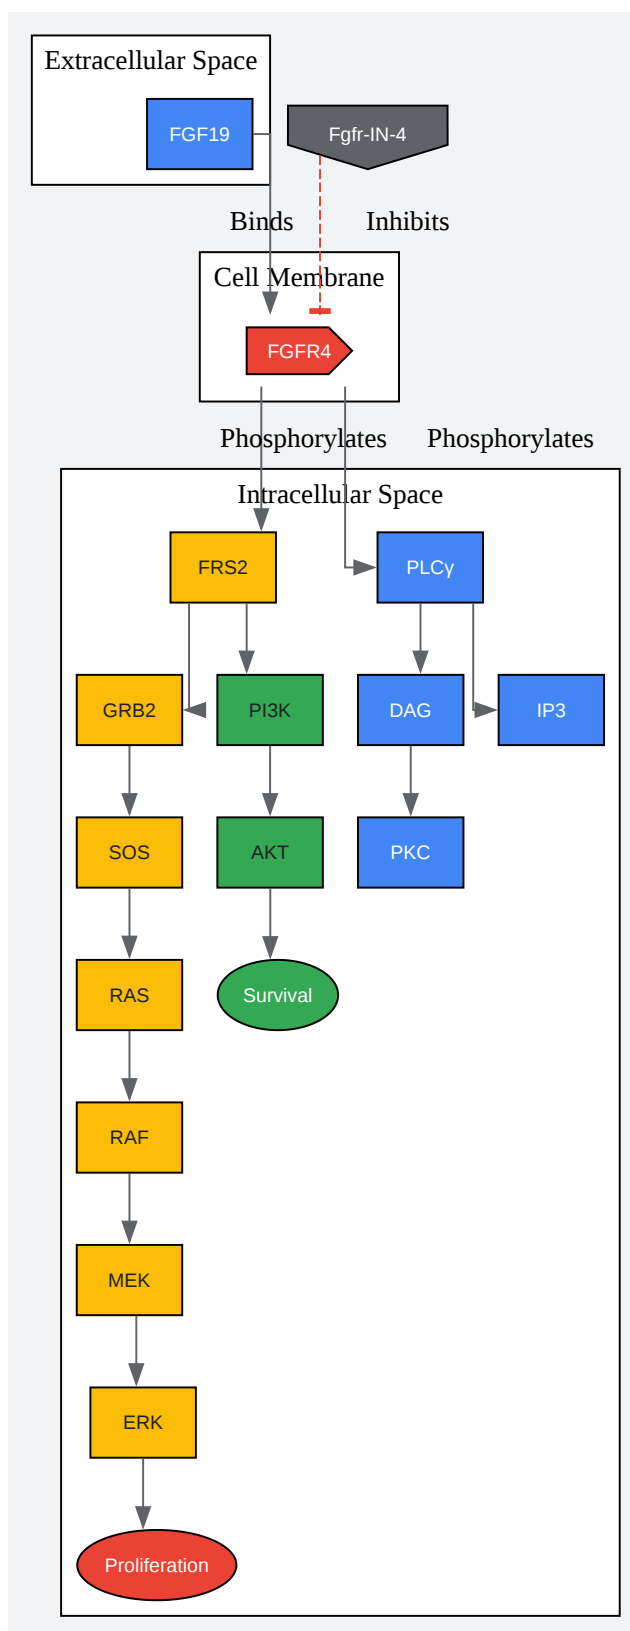 Extracellular Space
FGF19
Fgfr-IN-4
Binds
Inhibits
Cell Membrane
FGFR4
Phosphorylates
Phosphorylates
Intracellular Space
FRS2
PLCγ
GRB2
PI3K
DAG
IP3
SOS
AKT
PKC
RAS
Survival
RAF
MEK
ERK
Proliferation